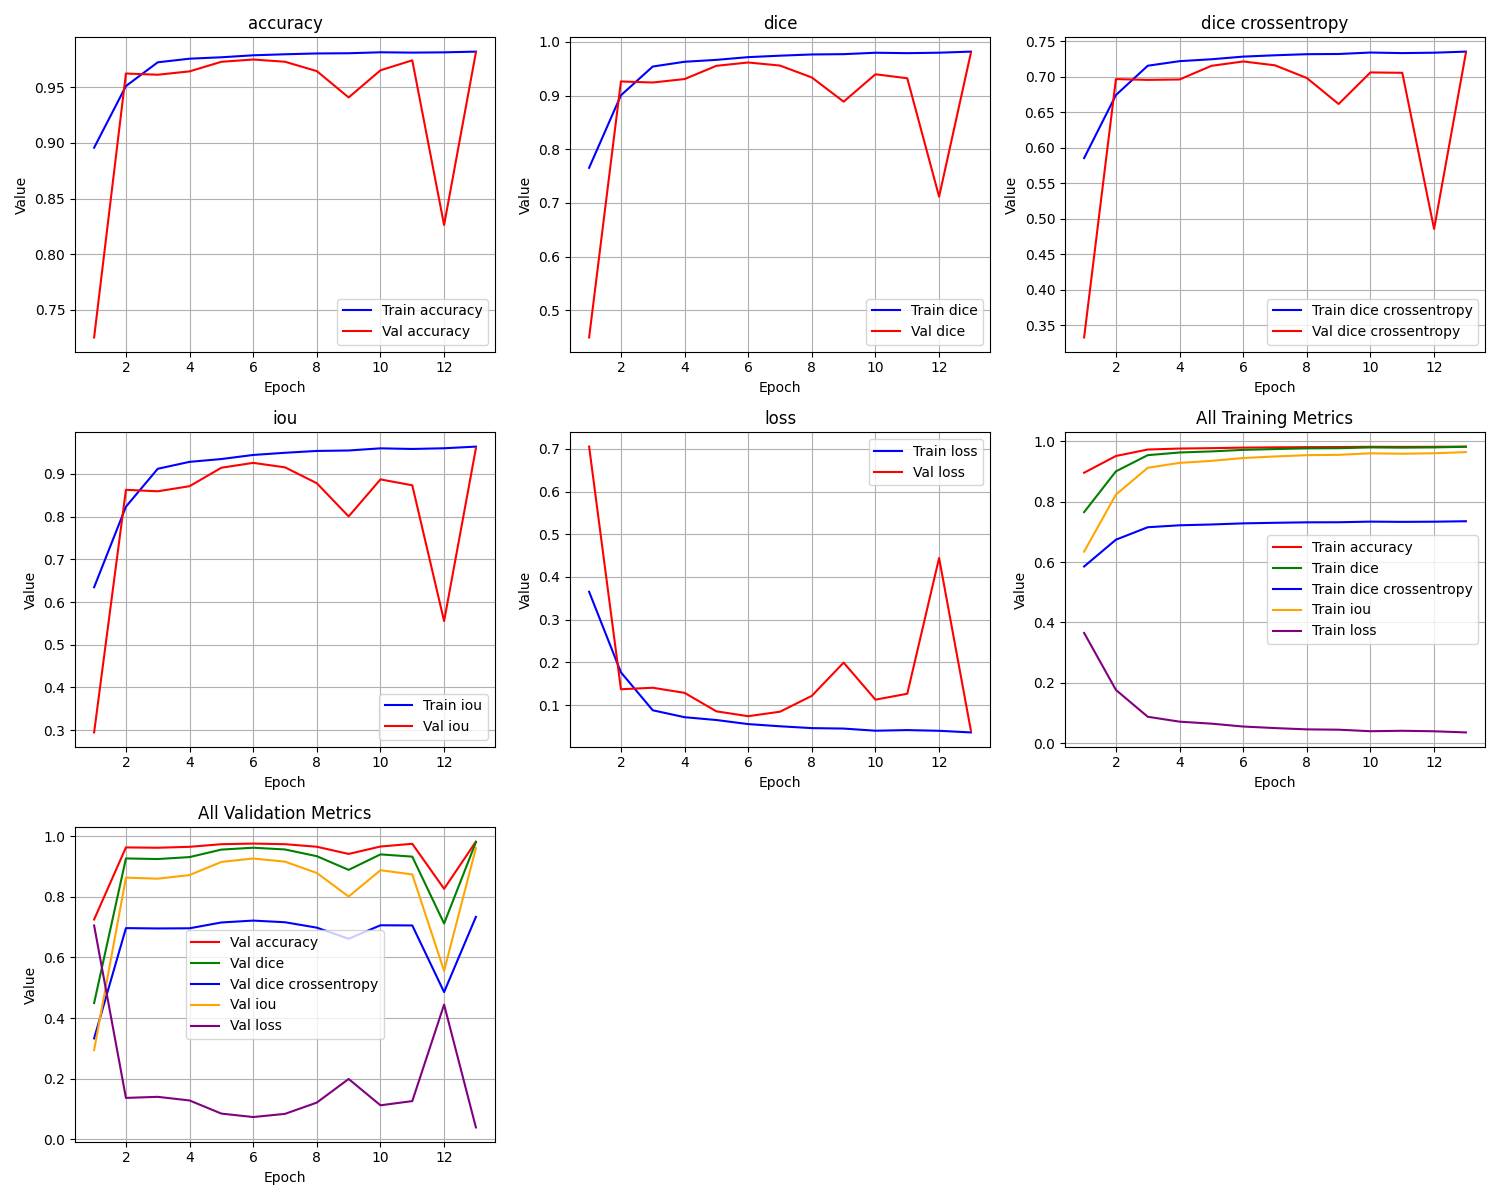 accuracy
Value
0.95
0.90
0.85
0.80
0.75
Train accuracy
Val accuracy
2 4 6 8 10 12
Epoch
dice
Value
1.0
0.9
0.8
0.7
0.6
0.5
Train dice
Val dice
2 4 6 8 10 12
Epoch
dice crossentropy
Value
0.75
0.70
0.65
0.60
0.55
0.50
0.45
0.40
0.35
Train dice crossentropy
Val dice crossentropy
2 4 6 8 10 12
Epoch
iou
Value
0.9
0.8
0.7
0.6
0.5
0.4
0.3
Train iou
Val iou
2 4 6 8 10 12
Epoch
loss
Value
0.7
0.6
0.5
0.4
0.3
0.2
0.1
Train loss
Val loss
2 4 6 8 10 12
Epoch
All Training Metrics
Value
1.0
0.8
0.6
0.4
0.2
0.0
Train accuracy
Train dice
Train dice crossentropy
Train iou
Train loss
2 4 6 8 10 12
Epoch
All Validation Metrics
Value
1.0
0.8
0.6
0.4
0.2
0.0
Val accuracy
Val dice
Val dice crossentropy
Val iou
Val loss
2 4 6 8 10 12
Epoch